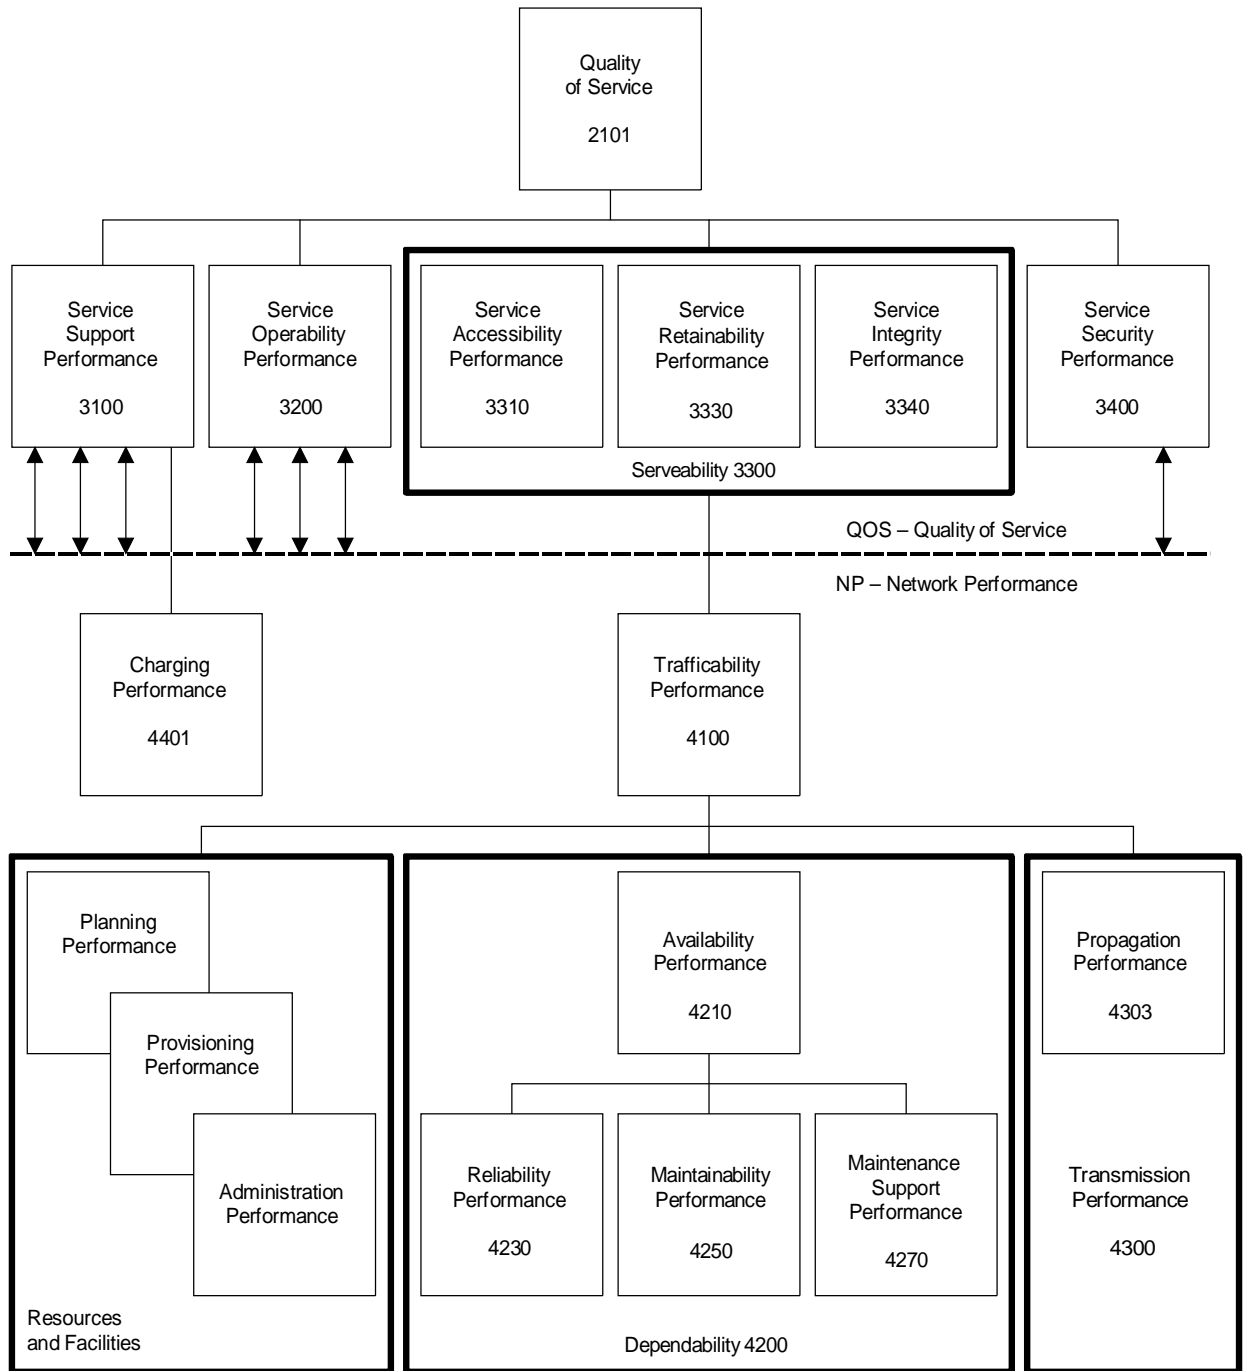 Quality
of Service
2101
Service
Support
Performance
3100
Service
Operability
Performance
3200
Service
Accessibility
Performance
3310
Service
Retainability
Performance
3330
Service
Integrity
Performance
3340
Service
Security
Performance
3400
Serveability 3300
QOS – Quality of Service
NP – Network Performance
Charging
Performance
4401
Trafficability
Performance
4100
Planning
Performance
Provisioning
Performance
Administration
Performance
Resources
and Facilities
Availability
Performance
4210
Reliability
Performance
4230
Maintainability
Performance
4250
Maintenance
Support
Performance
4270
Dependability 4200
Propagation
Performance
4303
Transmission
Performance
4300